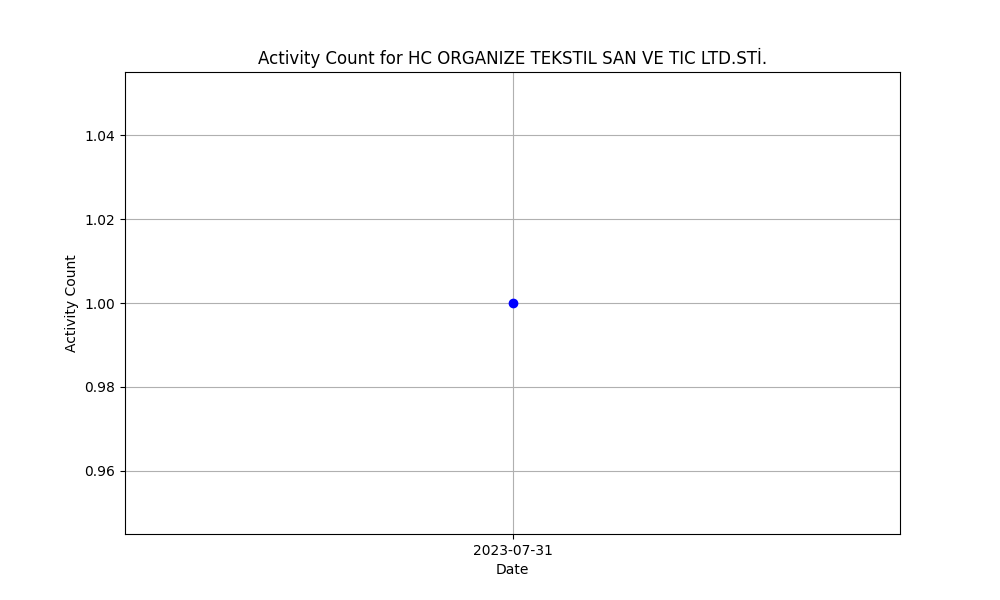 Activity Count for HC ORGANIZE TEKSTIL SAN VE TIC LTD.STİ.
1.04
1.02
1.00
0.98
0.96
Activity Count
2023-07-31
Date